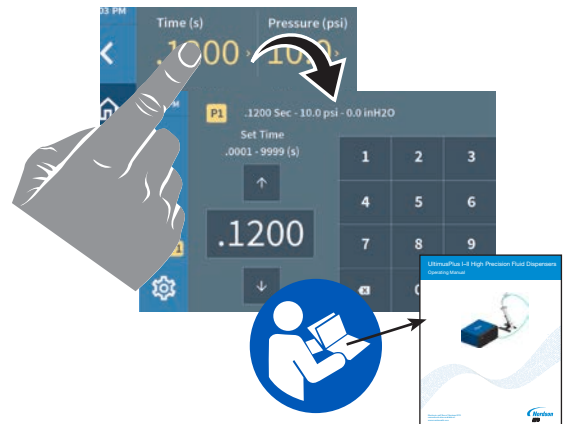 03 PM
Time (s)
Pressure (psi)
.1200
10.0
P1
.1200 Sec - 10.0 psi - 0.0 inH2O
Set Time
.0001 - 9999 (s)
1
2
3
4
5
6
.1200
7
8
9
UltimusPlus I-II High Precision Fluid Dispensers
Operating Manual
Nordson
EFD